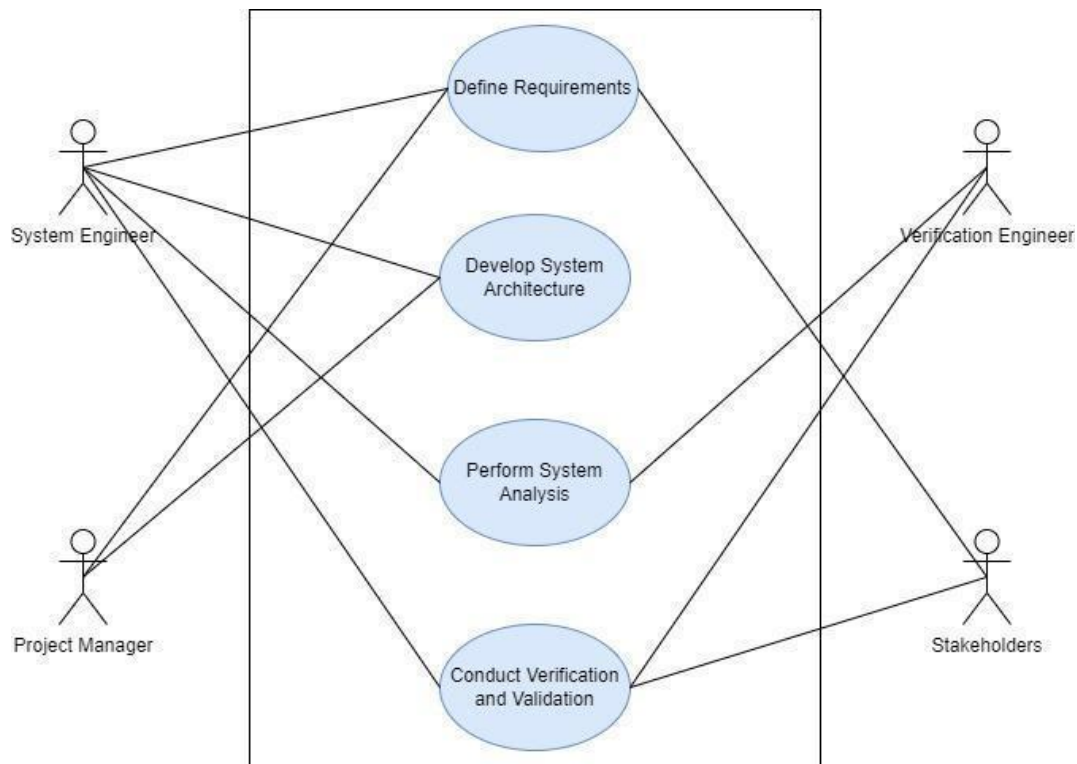 Define Requirements
System Engineer
Verification Engineer
Develop System
Architecture
Perform System
Analysis
Project Manager
Stakeholders
Conduct Verification
and Validation